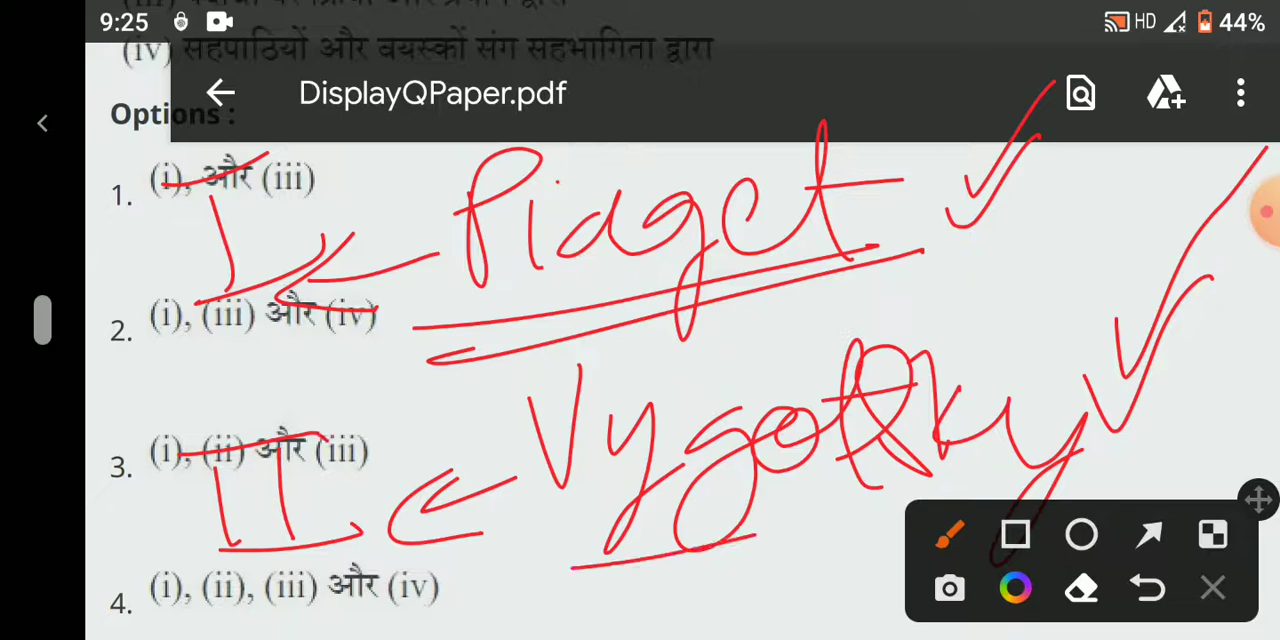 9:25 HD 44%
(iv) सहपाठियों और वयस्कों संग सहभागिता द्वारा
DisplayQPaper.pdf
Options :
1. (i), और (iii)
I Piaget
2. (i), (iii) और (iv)
3. (i), (ii) और (iii)
II
4. (i), (ii), (iii) और (iv)